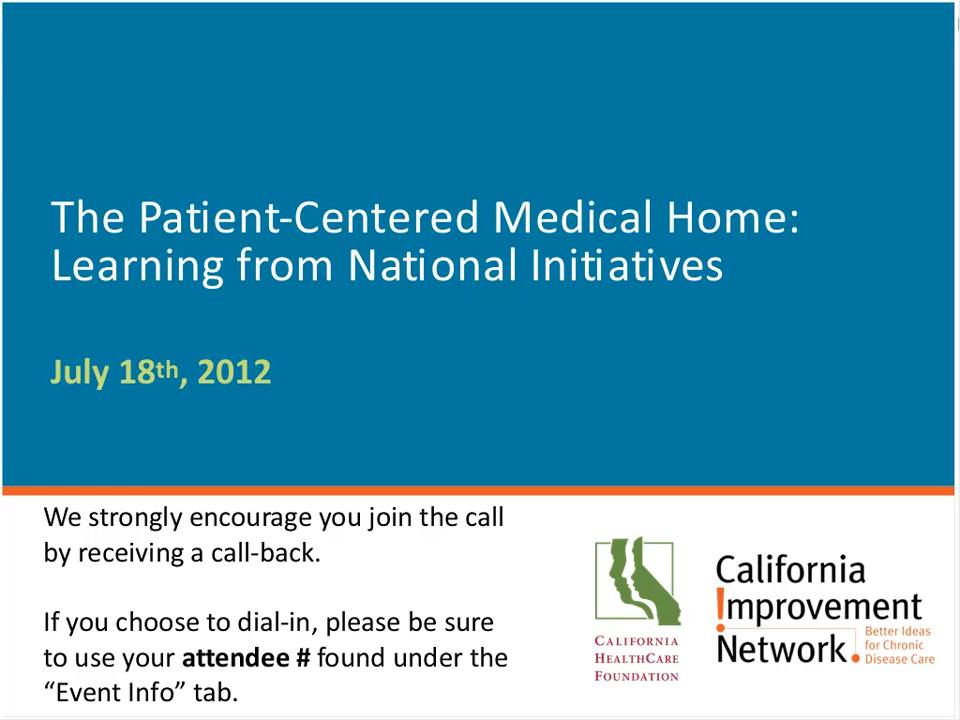 The Patient-Centered Medical Home:
Learning from National Initiatives
July 18th, 2012
We strongly encourage you join the call
by receiving a call-back.
If you choose to dial-in, please be sure
to use your attendee # found under the
“Event Info” tab.
CALIFORNIA
HEALTHCARE
FOUNDATION
California
!mprovement
Network.
Better Ideas
for Chronic
Disease Care